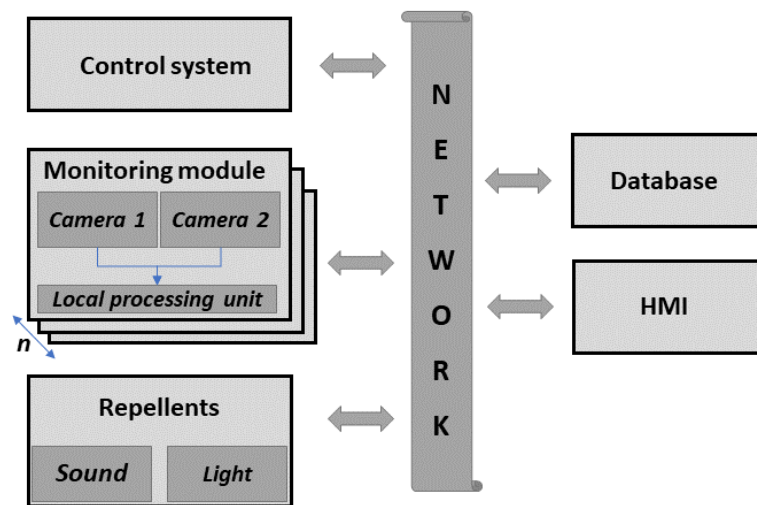 Control system
Monitoring module
Camera 1
Camera 2
Local processing unit
n
Repellents
Sound
Light
N
E
T
W
O
R
K
Database
HMI